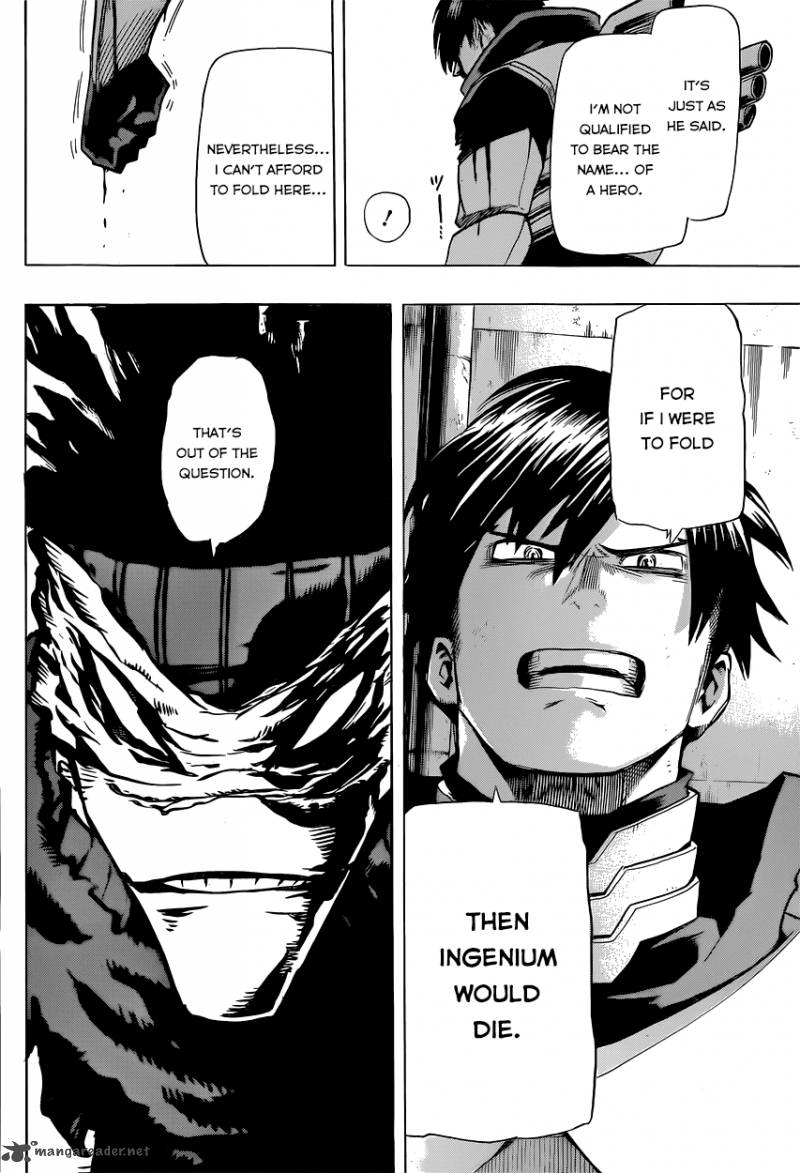 IT'S
JUST AS
HE SAID.
I'M NOT
QUALIFIED
TO BEAR THE
NAME... OF
A HERO.
!
ツ
NEVERTHELESS...
I CAN'T AFFORD
TO FOLD HERE...
FOR
IF I WERE
TO FOLD
THEN
INGENIUM
WOULD
DIE.
THAT'S
OUT OF THE
QUESTION.
mangareader.net